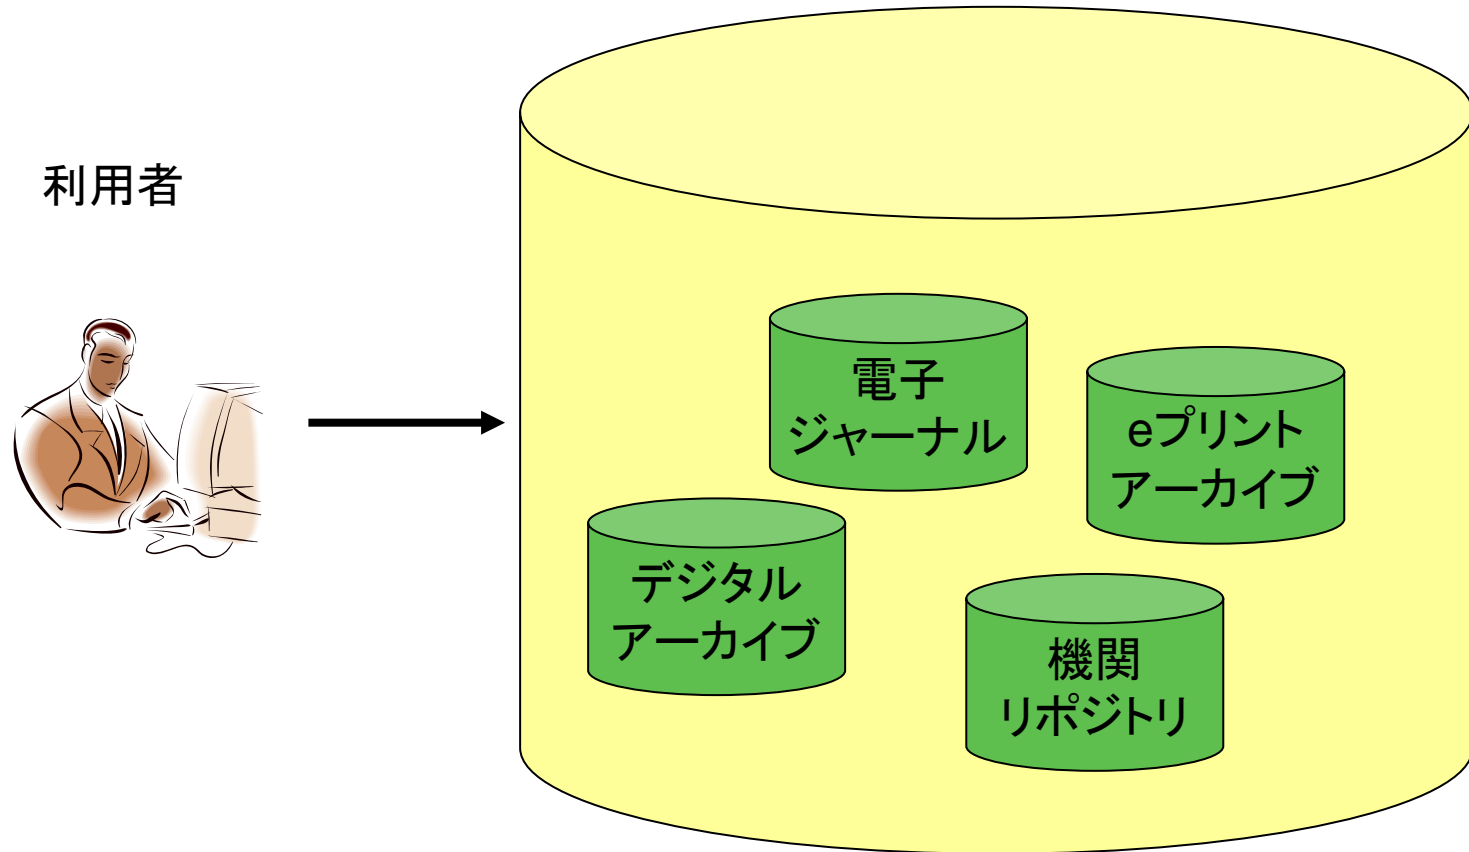 利用者
電子
ジャーナル
eプリント
アーカイブ
デジタル
アーカイブ
機関
リポジトリ